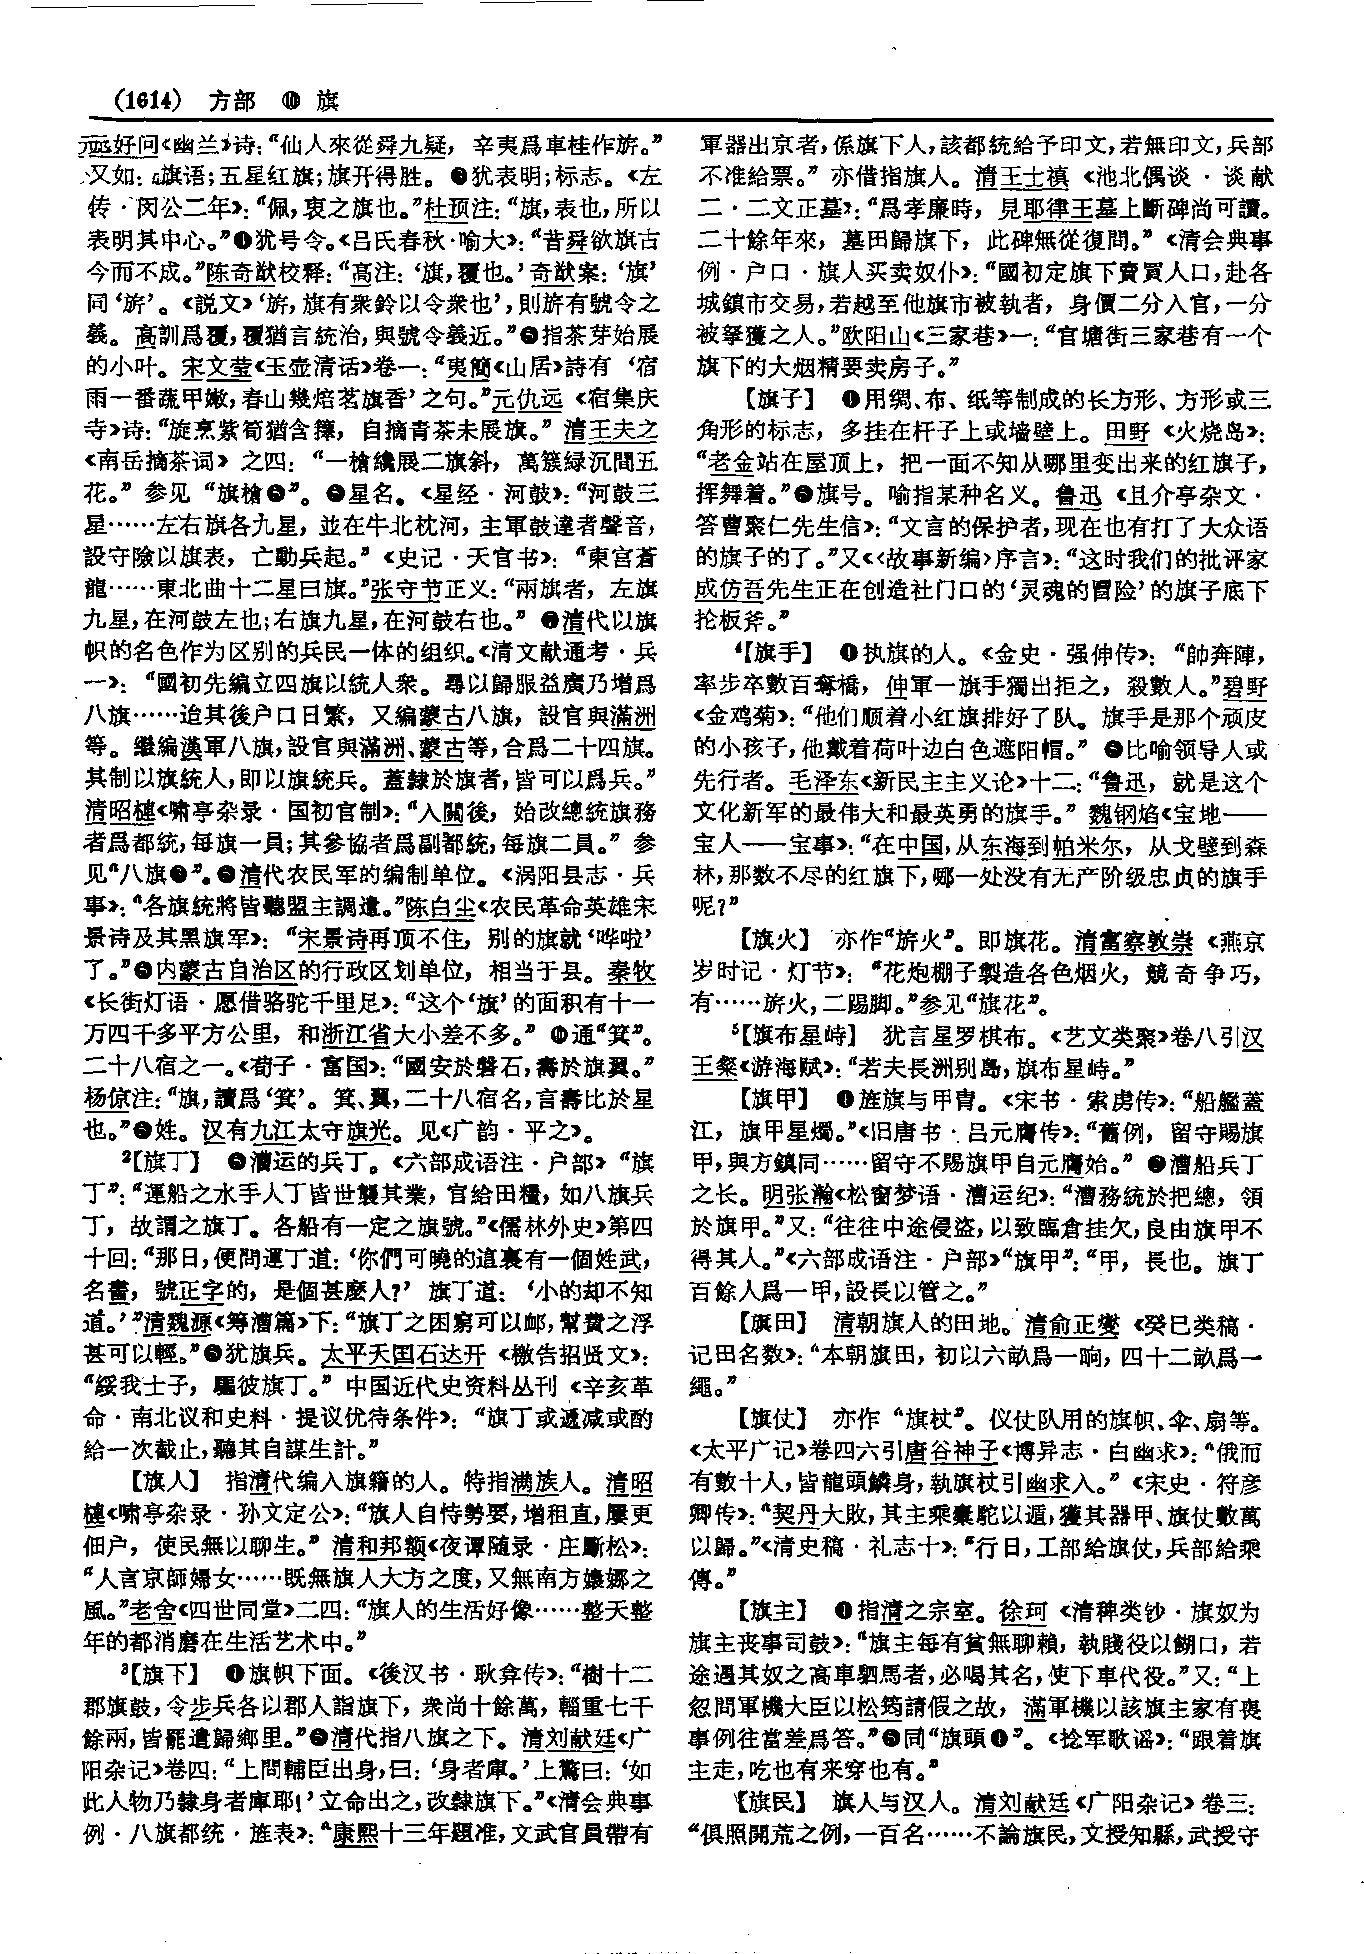 (1614) 方部 ⑩ 旗
元远好问《幽兰》诗：“仙人來從舜九疑，辛夷爲車桂作旂。”
又如：红旗语；五星红旗；旗开得胜。❸犹表明；标志。《左
传·闵公二年》：“佩，衷之旗也。”杜预注：“旗，表也，所以
表明其中心。”❹犹号令。《吕氏春秋·喻大》：“昔舜欲旗古
今而不成。”陈奇猷校释：“高注：‘旗，覆也。’奇猷案：‘旗’
同‘旂’。《説文》‘旂，旗有衆鈴以令衆也’，則旂有號令之
義。高訓爲覆，覆猶言統治，與號令義近。”❺指茶芽始展
的小叶。宋文莹《玉壶清话》卷一：“夷簡《山居》詩有‘宿
雨一番蔬甲嫩，春山幾焙茗旗香’之句。”元仇远《宿集庆
寺》诗：“旋烹紫筍猶含籜，自摘青茶未展旗。”清王夫之
《南岳摘茶词》之四：“一槍纔展二旗斜，萬簇緑沉間五
花。”参见“旗槍❷”。❻星名。《星经·河鼓》：“河鼓三
星……左右旗各九星，並在牛北枕河，主軍鼓達者聲音，
設守險以旗表，亡動兵起。”《史记·天官书》：“東宫蒼
龍……東北曲十二星曰旗。”张守节正义：“兩旗者，左旗
九星，在河鼓左也；右旗九星，在河鼓右也。”❼清代以旗
帜的名色作为区别的兵民一体的组织。《清文献通考·兵
一》：“國初先編立四旗以統人衆。尋以歸服益廣乃增爲
八旗……迨其後户口日繁，又编蒙古八旗，設官與滿洲
等。繼編漢軍八旗，設官與滿洲、蒙古等，合爲二十四旗。
其制以旗統人，即以旗統兵。蓋隸於旗者，皆可以爲兵。”
清昭槤《啸亭杂录·国初官制》：“入關後，始改總統旗務
者爲都統，每旗一員；其參協者爲副都統，每旗二員。”参
见“八旗❶”。❽清代农民军的编制单位。《涡阳县志·兵
事》：“各旗統將皆聽盟主調遣。”陈白尘《农民革命英雄宋
景诗及其黑旗军》：“宋景诗再顶不住，别的旗就‘哗啦’
了。”❾内蒙古自治区的行政区划单位，相当于县。秦牧
《长街灯语·愿借骆驼千里足》：“这个‘旗’的面积有十一
万四千多平方公里，和浙江省大小差不多。”❿通“箕”。
二十八宿之一。《荀子·富国》：“國安於磐石，壽於旗翼。”
杨倞注：“旗，讀爲‘箕’。箕、翼，二十八宿名，言壽比於星
也。”⓫姓。汉有九江太守旗光。见《广韵·平之》。
2【旗丁】 ❶漕运的兵丁。《六部成语注·户部》“旗
丁”：“運船之水手人丁皆世襲其業，官给田糧，如八旗兵
丁，故謂之旗丁。各船有一定之旗號。”《儒林外史》第四
十回：“那日，便問運丁道：‘你們可曉的這裏有一個姓武，
名書，號正字的，是個甚麽人？’旗丁道：‘小的却不知
道。’”清魏源《筹漕篇》下：“旗丁之困窮可以卹，幫費之浮
甚可以輕。”❷犹旗兵。太平天国石达开《檄告招贤文》：
“綏我士子，驅彼旗丁。”中国近代史资料丛刊《辛亥革
命·南北议和史料·提议优待条件》：“旗丁或遞减或酌
給一次截止，聽其自謀生計。”
【旗人】 指清代编入旗籍的人。特指满族人。清昭
槤《啸亭杂录·孙文定公》：“旗人自恃勢要，增租直，屢更
佃户，使民無以聊生。”清和邦额《夜谭随录·庄斸松》：
“人言京師婦女……既無旗人大方之度，又無南方嬝娜之
風。”老舍《四世同堂》二四：“旗人的生活好像……整天整
年的都消磨在生活艺术中。”
3【旗下】 ❶旗帜下面。《後汉书·耿弇传》：“樹十二
郡旗鼓，令步兵各以郡人詣旗下，衆尚十餘萬，輜重七千
餘兩，皆罷遣歸鄉里。”❷清代指八旗之下。清刘献廷《广
阳杂记》卷四：“上問輔臣出身，曰：‘身者庫。’上驚曰：‘如
此人物乃隸身者庫耶！’立命出之，改隸旗下。”《清会典事
例·八旗都统·旌表》：“康熙十三年題准，文武官員帶有
軍器出京者，係旗下人，該都統給予印文，若無印文，兵部
不准給票。”亦借指旗人。清王士禛《池北偶谈·谈献
二·二文正墓》：“爲孝廉時，見耶律王墓上斷碑尚可讀。
二十餘年來，墓田歸旗下，此碑無從復問。”《清会典事
例·户口·旗人买卖奴仆》：“國初定旗下賣買人口，赴各
城鎮市交易，若越至他旗市被執者，身價二分入官，一分
被拏獲之人。”欧阳山《三家巷》一：“官塘街三家巷有一个
旗下的大烟精要卖房子。”
【旗子】 ❶用绸、布、纸等制成的长方形、方形或三
角形的标志，多挂在杆子上或墙壁上。田野《火烧岛》：
“老金站在屋顶上，把一面不知从哪里变出来的红旗子，
挥舞着。”❷旗号。喻指某种名义。鲁迅《且介亭杂文·
答曹聚仁先生信》：“文言的保护者，现在也有打了大众语
的旗子的了。”又《〈故事新编〉序言》：“这时我们的批评家
成仿吾先生正在创造社门口的‘灵魂的冒险’的旗子底下
抡板斧。”
4【旗手】 ❶执旗的人。《金史·强伸传》：“帥奔陣，
率步卒數百奪橋，伸軍一旗手獨出拒之，殺數人。”碧野
《金鸡菊》：“他们顺着小红旗排好了队。旗手是那个顽皮
的小孩子，他戴着荷叶边白色遮阳帽。”❷比喻领导人或
先行者。毛泽东《新民主主义论》十二：“鲁迅，就是这个
文化新军的最伟大和最英勇的旗手。”魏钢焰《宝地——
宝人——宝事》：“在中国，从东海到帕米尔，从戈壁到森
林，那数不尽的红旗下，哪一处没有无产阶级忠贞的旗手
呢？”
【旗火】 亦作“旂火”。即旗花。清富察敦崇《燕京
岁时记·灯节》：“花炮棚子製造各色烟火，競奇争巧，
有……旂火，二踢脚。”参见“旗花”。
5【旗布星峙】 犹言星罗棋布。《艺文类聚》卷八引汉
王粲《游海赋》：“若夫長洲别島，旗布星峙。”
【旗甲】 ❶旌旗与甲胄。《宋书·索虏传》：“船艦蓋
江，旗甲星燭。”《旧唐书·吕元膺传》：“舊例，留守賜旗
甲，與方鎮同……留守不賜旗甲自元膺始。”❷漕船兵丁
之长。明张瀚《松窗梦语·漕运纪》：“漕務統於把總，領
於旗甲。”又：“往往中途侵盗，以致臨倉挂欠，良由旗甲不
得其人。”《六部成语注·户部》“旗甲”：“甲，長也。旗丁
百餘人爲一甲，設長以管之。”
【旗田】 清朝旗人的田地。清俞正燮《癸巳类稿·
记田名数》：“本朝旗田，初以六畝爲一晌，四十二畝爲一
繩。”
【旗仗】 亦作“旗杖”。仪仗队用的旗帜、伞、扇等。
《太平广记》卷四六引唐谷神子《博异志·白幽求》：“俄而
有數十人，皆龍頭鱗身，執旗杖引幽求入。”《宋史·符彦
卿传》：“契丹大敗，其主乘橐駝以遁，獲其器甲、旗仗數萬
以歸。”《清史稿·礼志十》：“行日，工部給旗仗，兵部給乘
傳。”
【旗主】 ❶指清之宗室。徐珂《清稗类钞·旗奴为
旗主丧事司鼓》：“旗主每有貧無聊賴，執賤役以餬口，若
途遇其奴之高車駟馬者，必喝其名，使下車代役。”又：“上
忽問軍機大臣以松筠請假之故，滿軍機以該旗主家有喪
事例往當差爲答。”❷同“旗頭❶”。《捻军歌谣》：“跟着旗
主走，吃也有来穿也有。”
【旗民】 旗人与汉人。清刘献廷《广阳杂记》卷三：
“俱照開荒之例，一百名……不論旗民，文授知縣，武授守